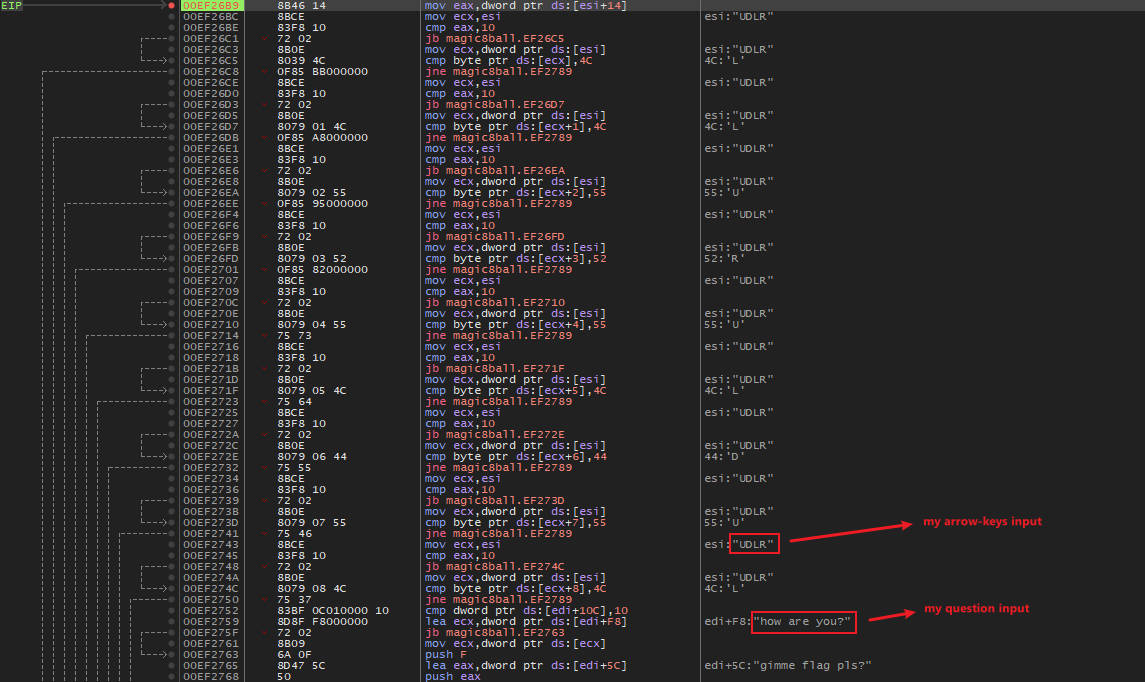 EIP 00EF26B9 8B46 14 mov eax,dword ptr ds:[esi+14]
00EF26BC 8BCE mov ecx,esi esi:"UDLR"
00EF26BE 83F8 10 cmp eax,10
00EF26C1 72 02 jb magic8ball.EF26C5
00EF26C3 8B0E mov ecx,dword ptr ds:[esi] esi:"UDLR"
00EF26C5 8039 4C cmp byte ptr ds:[ecx],4C 4C:'L'
00EF26C8 0F85 BB000000 jne magic8ball.EF2789
00EF26CE 8BCE mov ecx,esi esi:"UDLR"
00EF26D0 83F8 10 cmp eax,10
00EF26D3 72 02 jb magic8ball.EF26D7
00EF26D5 8B0E mov ecx,dword ptr ds:[esi] esi:"UDLR"
00EF26D7 8079 01 4C cmp byte ptr ds:[ecx+1],4C 4C:'L'
00EF26DB 0F85 A8000000 jne magic8ball.EF2789
00EF26E1 8BCE mov ecx,esi esi:"UDLR"
00EF26E3 83F8 10 cmp eax,10
00EF26E6 72 02 jb magic8ball.EF26EA
00EF26E8 8B0E mov ecx,dword ptr ds:[esi] esi:"UDLR"
00EF26EA 8079 02 55 cmp byte ptr ds:[ecx+2],55 55:'U'
00EF26EE 0F85 95000000 jne magic8ball.EF2789
00EF26F4 8BCE mov ecx,esi esi:"UDLR"
00EF26F6 83F8 10 cmp eax,10
00EF26F9 72 02 jb magic8ball.EF26FD
00EF26FB 8B0E mov ecx,dword ptr ds:[esi] esi:"UDLR"
00EF26FD 8079 03 52 cmp byte ptr ds:[ecx+3],52 52:'R'
00EF2701 0F85 82000000 jne magic8ball.EF2789
00EF2707 8BCE mov ecx,esi esi:"UDLR"
00EF2709 83F8 10 cmp eax,10
00EF270C 72 02 jb magic8ball.EF2710
00EF270E 8B0E mov ecx,dword ptr ds:[esi] esi:"UDLR"
00EF2710 8079 04 55 cmp byte ptr ds:[ecx+4],55 55:'U'
00EF2714 75 73 jne magic8ball.EF2789
00EF2716 8BCE mov ecx,esi esi:"UDLR"
00EF2718 83F8 10 cmp eax,10
00EF271B 72 02 jb magic8ball.EF271F
00EF271D 8B0E mov ecx,dword ptr ds:[esi] esi:"UDLR"
00EF271F 8079 05 4C cmp byte ptr ds:[ecx+5],4C 4C:'L'
00EF2723 75 64 jne magic8ball.EF2789
00EF2725 8BCE mov ecx,esi esi:"UDLR"
00EF2727 83F8 10 cmp eax,10
00EF272A 72 02 jb magic8ball.EF272E
00EF272C 8B0E mov ecx,dword ptr ds:[esi] esi:"UDLR"
00EF272E 8079 06 44 cmp byte ptr ds:[ecx+6],44 44:'D'
00EF2732 75 55 jne magic8ball.EF2789
00EF2734 8BCE mov ecx,esi esi:"UDLR"
00EF2736 83F8 10 cmp eax,10
00EF2739 72 02 jb magic8ball.EF273D
00EF273B 8B0E mov ecx,dword ptr ds:[esi] esi:"UDLR"
00EF273D 8079 07 55 cmp byte ptr ds:[ecx+7],55 55:'U' my arrow-keys input
00EF2741 75 46 jne magic8ball.EF2789
00EF2743 8BCE mov ecx,esi esi:"UDLR"
00EF2745 83F8 10 cmp eax,10
00EF2748 72 02 jb magic8ball.EF274C
00EF274A 8B0E mov ecx,dword ptr ds:[esi] esi:"UDLR"
00EF274C 8079 08 4C cmp byte ptr ds:[ecx+8],4C 4C:'L'
00EF2750 75 37 jne magic8ball.EF2789
00EF2752 83BF 0C010000 10 cmp dword ptr ds:[edi+10C],10 my question input
00EF2759 8D8F F8000000 lea ecx,dword ptr ds:[edi+F8] edi+F8:"how are you?"
00EF275F 72 02 jb magic8ball.EF2763
00EF2761 8B09 mov ecx,dword ptr ds:[ecx]
00EF2763 6A 0F push F
00EF2765 8D47 5C lea eax,dword ptr ds:[edi+5C] edi+5C:"gimme flag pls?"
00EF2768 50 push eax